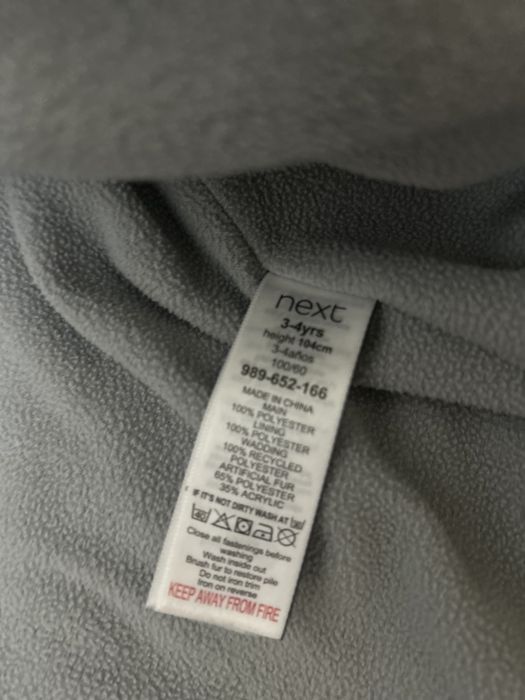 next
3-4yrs
height 104cm
3-4años
100/60
989-652-166
MADE IN CHINA
MAIN
100% POLYESTER
LINING
100% POLYESTER
WADDING
100% RECYCLED
POLYESTER
ARTIFICIAL FUR
65% POLYESTER
35% ACRYLIC
IF IT'S NOT DIRTY WASH AT 30
40
Close all fastenings before
washing
Wash inside out
Brush fur to restore pile
Do not iron trim
Iron on reverse
KEEP AWAY FROM FIRE